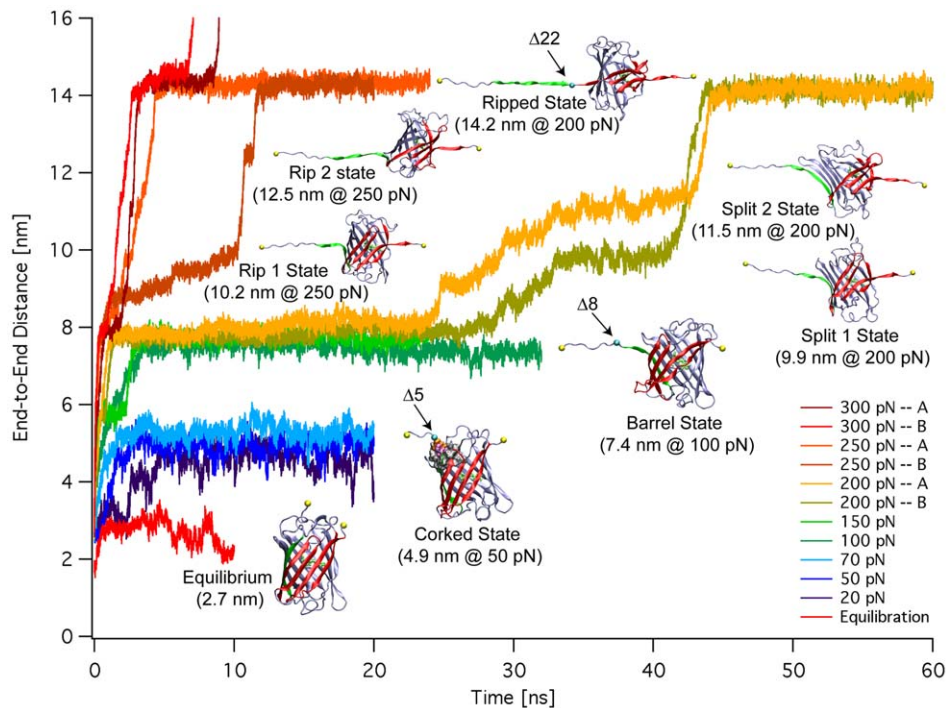 16
14
12
10
8
6
4
2
0
End-to-End Distance [nm]
Δ22
Ripped State
(14.2 nm @ 200 pN)
Rip 2 state
(12.5 nm @ 250 pN)
Rip 1 State
(10.2 nm @ 250 pN)
Split 2 State
(11.5 nm @ 200 pN)
Split 1 State
(9.9 nm @ 200 pN)
Δ8
Barrel State
(7.4 nm @ 100 pN)
Δ5
Corked State
(4.9 nm @ 50 pN)
Equilibrium
(2.7 nm)
300 pN -- A
300 pN -- B
250 pN -- A
250 pN -- B
200 pN -- A
200 pN -- B
150 pN
100 pN
70 pN
50 pN
20 pN
Equilibration
0 10 20 30 40 50 60
Time [ns]